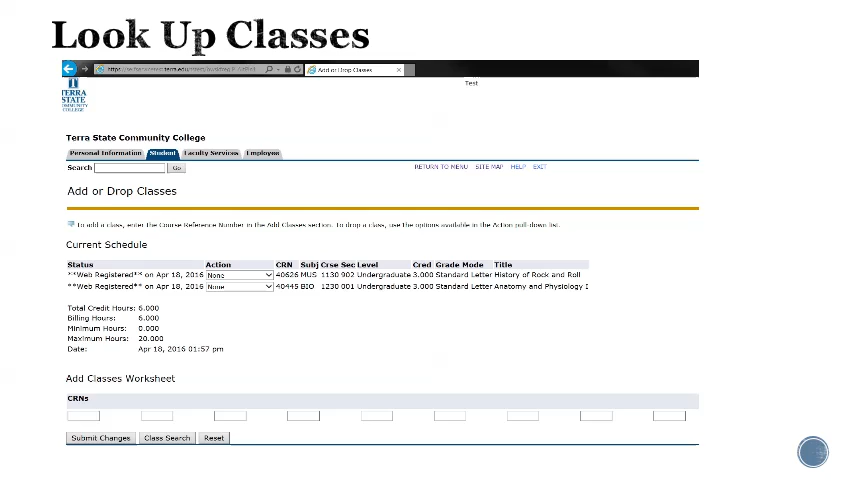 Look Up Classes
Add or Drop Classes
Test
TERRA
STATE
COMMUNITY
COLLEGE
Terra State Community College
Personal Information Student Faculty Services Employee
Search Go RETURN TO MENU SITE MAP HELP EXIT
Add or Drop Classes
To add a class, enter the Course Reference Number in the Add Classes section. To drop a class, use the options available in the Action pull-down list.
Current Schedule
Status Action CRN Subj Crse Sec Level Cred Grade Mode Title
**Web Registered** on Apr 18, 2016 None 40626 MUS 1130 902 Undergraduate 3.000 Standard Letter History of Rock and Roll
**Web Registered** on Apr 18, 2016 None 40445 BIO 1230 001 Undergraduate 3.000 Standard Letter Anatomy and Physiology I
Total Credit Hours: 6.000
Billing Hours: 6.000
Minimum Hours: 0.000
Maximum Hours: 20.000
Date: Apr 18, 2016 01:57 pm
Add Classes Worksheet
CRNs
Submit Changes Class Search Reset